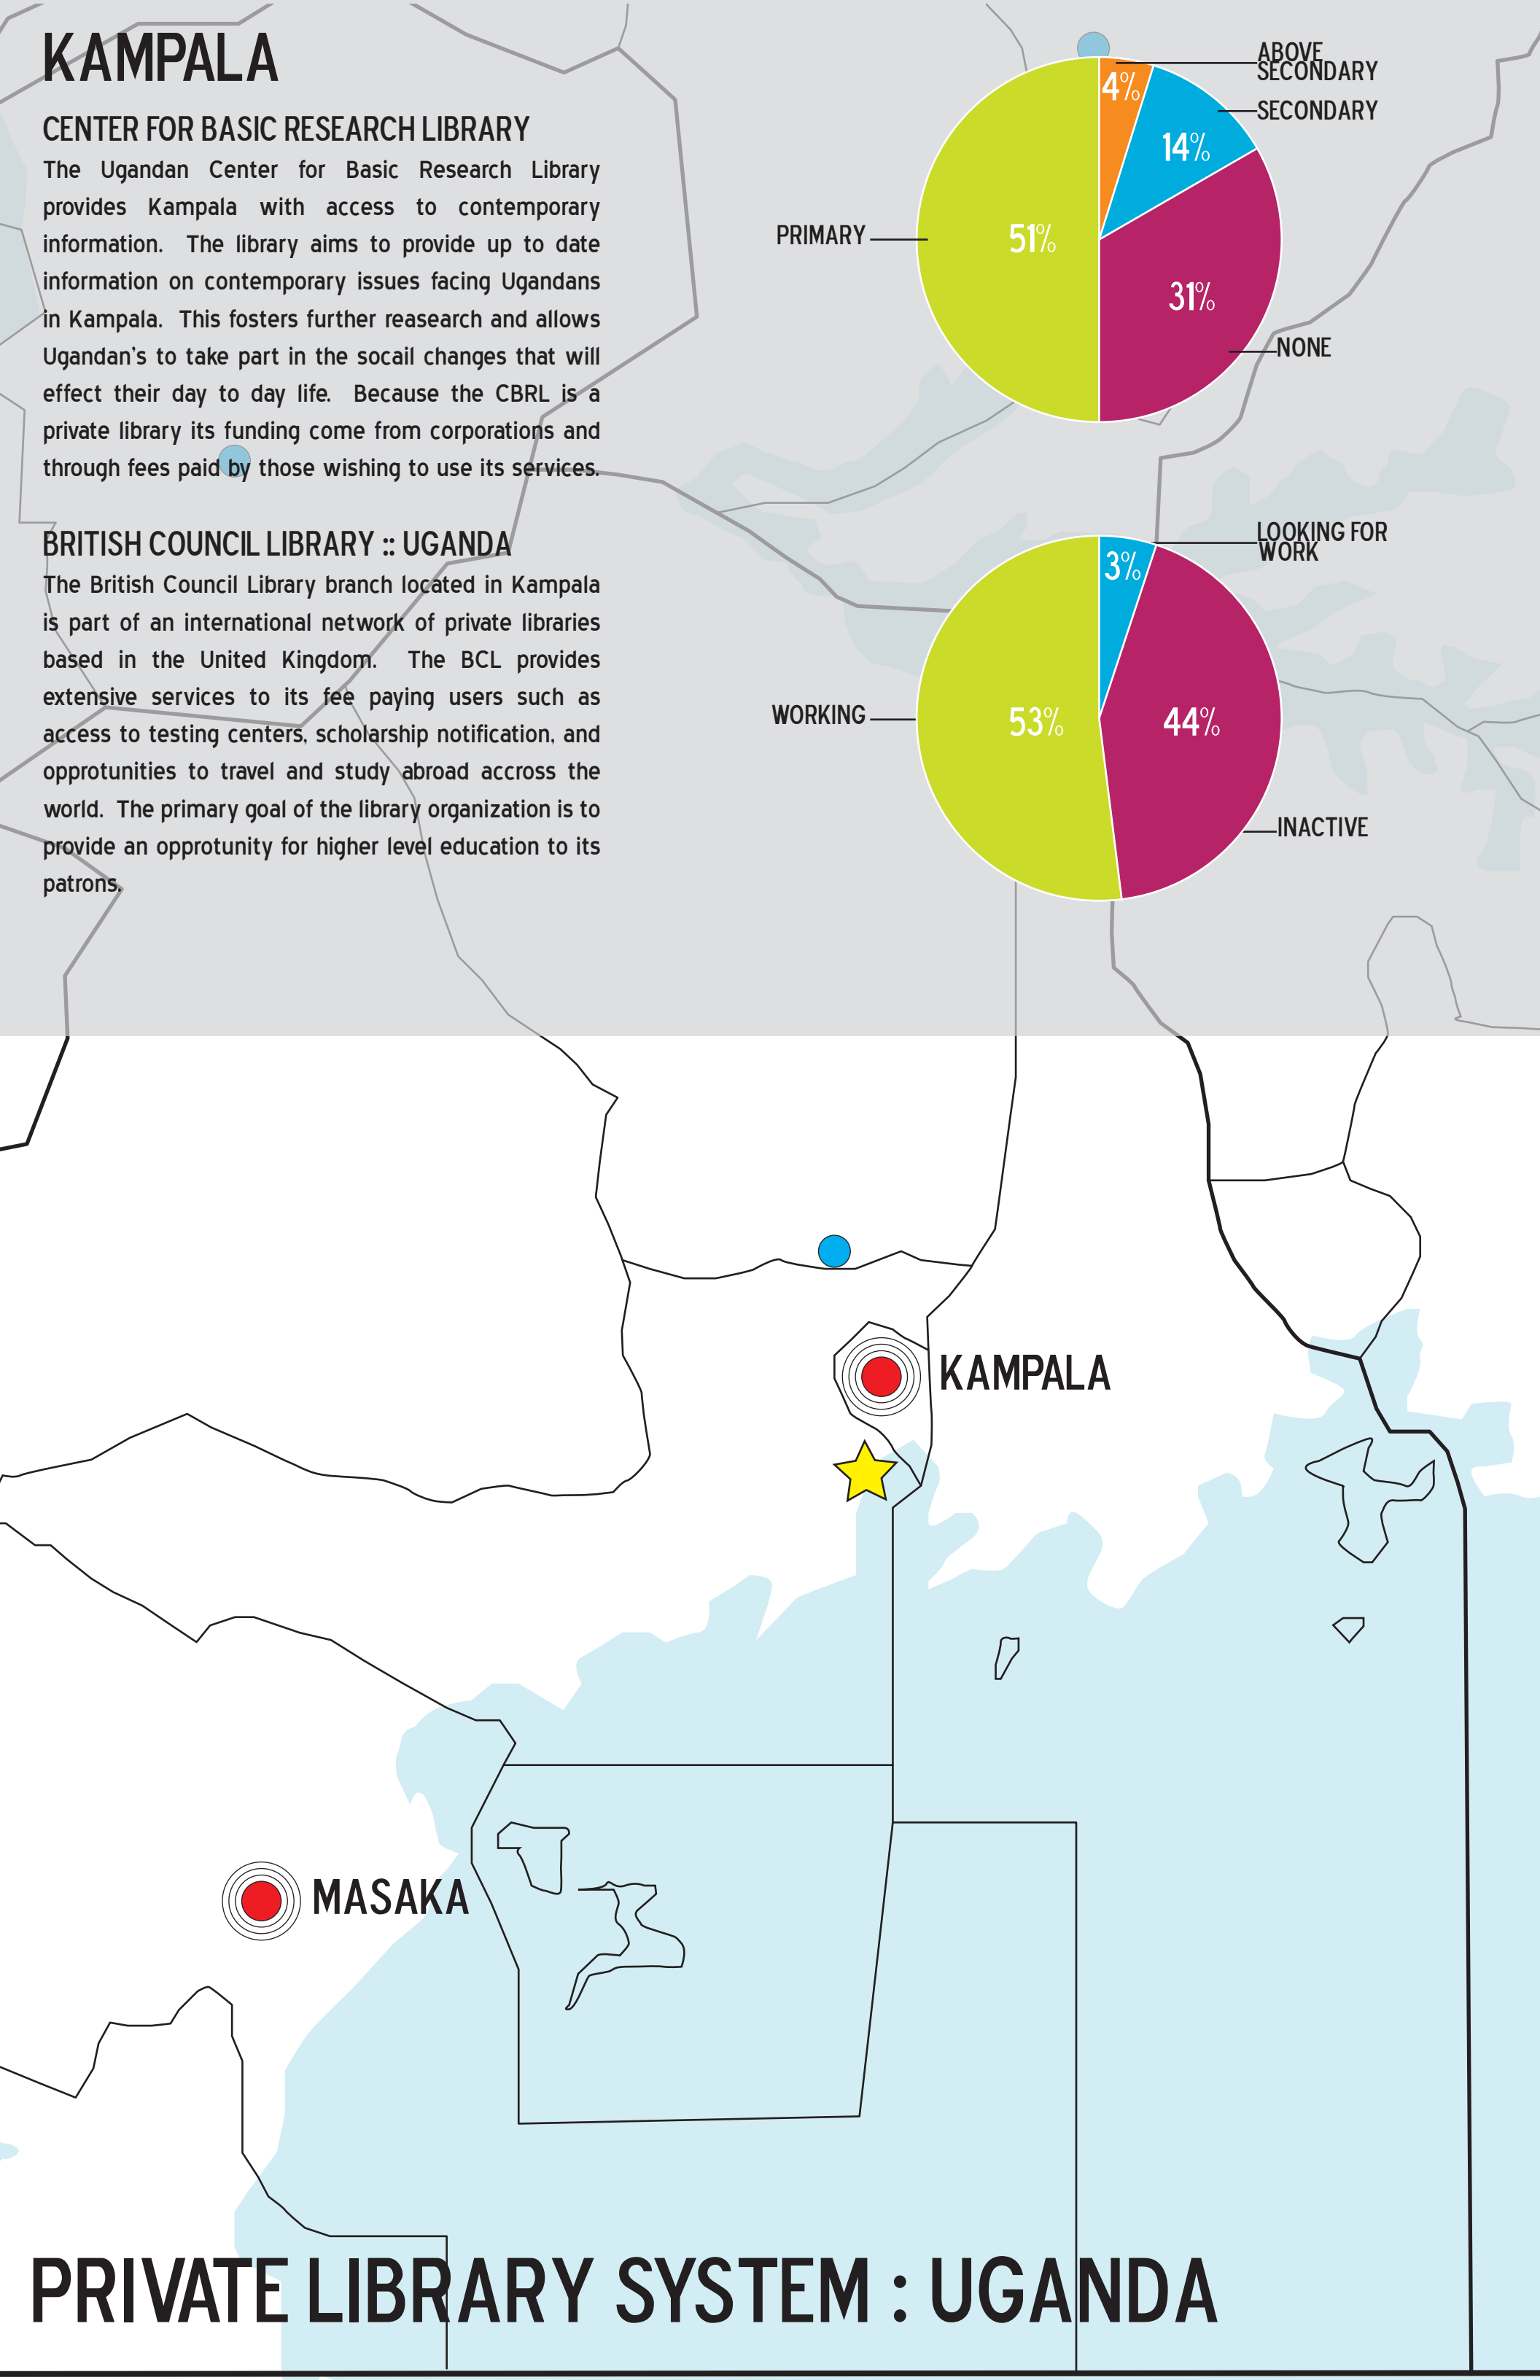 KAMPALA
CENTER FOR BASIC RESEARCH LIBRARY
The Ugandan Center for Basic Research Library
provides Kampala with access to contemporary
information. The library aims to provide up to date
information on contemporary issues facing Ugandans
in Kampala. This fosters further reasearch and allows
Ugandan's to take part in the socail changes that will
effect their day to day life. Because the CBRL is a
private library its funding come from corporations and
through fees paid by those wishing to use its services.
BRITISH COUNCIL LIBRARY :: UGANDA
The British Council Library branch located in Kampala
is part of an international network of private libraries
based in the United Kingdom. The BCL provides
extensive services to its fee paying users such as
access to testing centers, scholarship notification, and
opprotunities to travel and study abroad accross the
world. The primary goal of the library organization is to
provide an opprotunity for higher level education to its
patrons.
ABOVE
SECONDARY
4%
SECONDARY
14%
PRIMARY
51%
31%
NONE
LOOKING FOR
WORK
3%
WORKING
53%
44%
INACTIVE
KAMPALA
MASAKA
PRIVATE LIBRARY SYSTEM : UGANDA